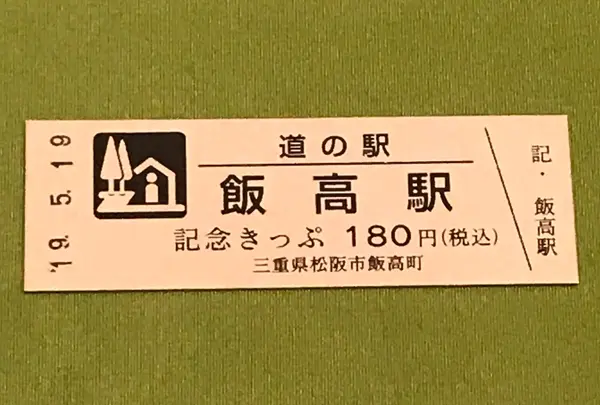 '19. 5. 19
道の駅
飯高駅
記念きっぷ 180円(税込)
三重県松阪市飯高町
記・飯高駅